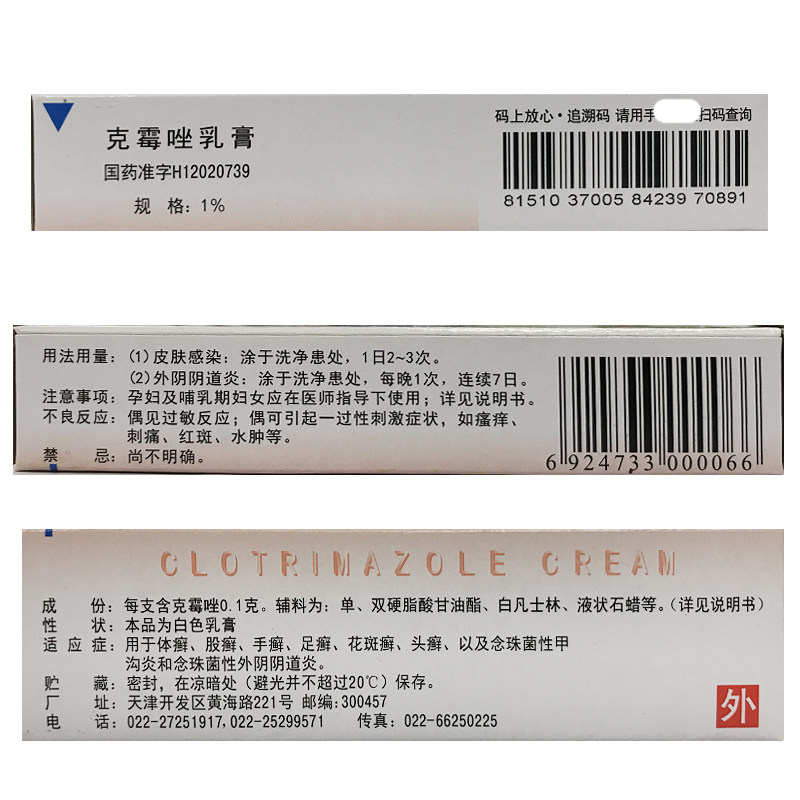 克霉唑乳膏
国药准字H12020739
规 格：1%
码上放心·追溯码 请用手 扫码查询
81510 37005 84239 70891
用法用量：(1)皮肤感染：涂于洗净患处，1日2~3次。
(2)外阴阴道炎：涂于洗净患处，每晚1次，连续7日。
注意事项：孕妇及哺乳期妇女应在医师指导下使用；详见说明书。
不良反应：偶见过敏反应；偶可引起一过性刺激症状，如瘙痒、
刺痛、红斑、水肿等。
禁 忌：尚不明确。
6 924733 000066
CLOTRIMAZOLE CREAM
成 份：每支含克霉唑0.1克。辅料为：单、双硬脂酸甘油酯、白凡士林、液状石蜡等。（详见说明书）
性 状：本品为白色乳膏
适 应 症：用于体癣、股癣、手癣、足癣、花斑癣、头癣、以及念珠菌性甲
沟炎和念珠菌性外阴阴道炎。
贮 藏：密封，在凉暗处（避光并不超过20℃）保存。
厂 址：天津开发区黄海路221号 邮编:300457
电 话：022-27251917,022-25299571 传真：022-66250225
外